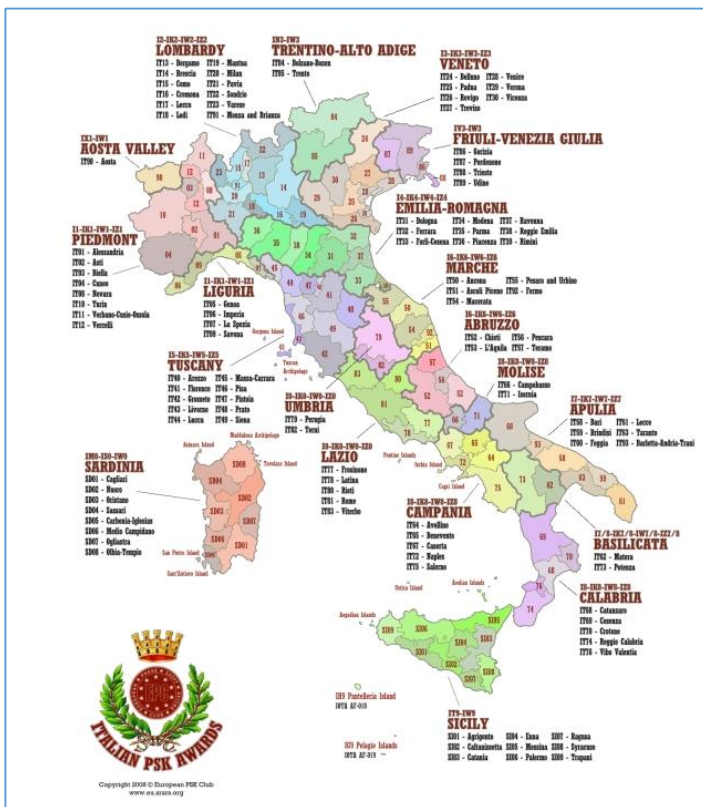 I2-IK2-IW2-IZ2
LOMBARDY
IT13 - Bergamo IT19 - Mantua
IT14 - Brescia IT20 - Milan
IT15 - Como IT21 - Pavia
IT16 - Cremona IT22 - Sondrio
IT17 - Lecco IT23 - Varese
IT18 - Lodi IT91 - Monza and Brianza
IN3-IW3
TRENTINO-ALTO ADIGE
IT84 - Bolzano-Bozen
IT85 - Trento
I3-IK3-IW3-IZ3
VENETO
IT24 - Belluno IT28 - Venice
IT25 - Padua IT29 - Verona
IT26 - Rovigo IT30 - Vicenza
IT27 - Treviso
IX1-IW1
AOSTA VALLEY
IT90 - Aosta
IV3-IW3
FRIULI-VENEZIA GIULIA
IT86 - Gorizia
IT87 - Pordenone
IT88 - Trieste
IT89 - Udine
I4-IK4-IW4-IZ4
EMILIA-ROMAGNA
IT31 - Bologna IT34 - Modena IT37 - Ravenna
IT32 - Ferrara IT35 - Parma IT38 - Reggio Emilia
IT33 - Forlì-Cesena IT36 - Piacenza IT39 - Rimini
I1-IK1-IW1-IZ1
PIEDMONT
IT01 - Alessandria
IT02 - Asti
IT03 - Biella
IT04 - Cuneo
IT08 - Novara
IT10 - Turin
IT11 - Verbano-Cusio-Ossola
IT12 - Vercelli
I1-IK1-IW1-IZ1
LIGURIA
IT05 - Genoa
IT06 - Imperia
IT07 - La Spezia
IT09 - Savona
I6-IK6-IW6-IZ6
MARCHE
IT50 - Ancona IT55 - Pesaro and Urbino
IT51 - Ascoli Piceno IT92 - Fermo
IT54 - Macerata
I6-IK6-IW6-IZ6
ABRUZZO
IT52 - Chieti IT56 - Pescara
IT53 - L'Aquila IT57 - Teramo
I8-IK8-IW8-IZ8
MOLISE
IT66 - Campobasso
IT71 - Isernia
Gorgona Island
Tuscan
Archipelago
I5-IK5-IW5-IZ5
TUSCANY
IT40 - Arezzo IT45 - Massa-Carrara
IT41 - Florence IT46 - Pisa
IT42 - Grosseto IT47 - Pistoia
IT43 - Livorno IT48 - Prato
IT44 - Lucca IT49 - Siena
I0-IK0-IW0-IZ0
UMBRIA
IT79 - Perugia
IT82 - Terni
I7-IK7-IW7-IZ7
APULIA
IT58 - Bari IT61 - Lecce
IT59 - Brindisi IT63 - Taranto
IT60 - Foggia IT93 - Barletta-Andria-Trani
I0-IK0-IW0-IZ0
LAZIO
IT77 - Frosinone
IT78 - Latina
IT80 - Rieti
IT81 - Rome
IT83 - Viterbo
Pontine Islands
Ischia Island
Capri Island
IM0-IS0-IW0
SARDINIA
SD01 - Cagliari
SD02 - Nuoro
SD03 - Oristano
SD04 - Sassari
SD05 - Carbonia-Iglesias
SD06 - Medio Campidano
SD07 - Ogliastra
SD08 - Olbia-Tempio
Asinara Island
Maddalena Archipelago
Tavolara Island
San Pietro Island
Sant'Antioco Island
I8-IK8-IW8-IZ8
CAMPANIA
IT64 - Avellino
IT65 - Benevento
IT67 - Caserta
IT72 - Naples
IT75 - Salerno
I7/8-IK7/8-IW7/8-IZ7/8
BASILICATA
IT62 - Matera
IT73 - Potenza
I8-IK8-IW8-IZ8
CALABRIA
IT68 - Catanzaro
IT69 - Cosenza
IT70 - Crotone
IT74 - Reggio Calabria
IT76 - Vibo Valentia
Ustica Island
Aeolian Islands
Aegadian Islands
IH9 Pantelleria Island
IOTA AF-018
IG9 Pelagie Islands
IOTA AF-019
IT9-IW9
SICILY
SI01 - Agrigento SI04 - Enna SI07 - Ragusa
SI02 - Caltanissetta SI05 - Messina SI08 - Syracuse
SI03 - Catania SI06 - Palermo SI09 - Trapani
EPC
ITALIAN PSK AWARDS
Copyright 2008 © European PSK Club
www.eu.srars.org